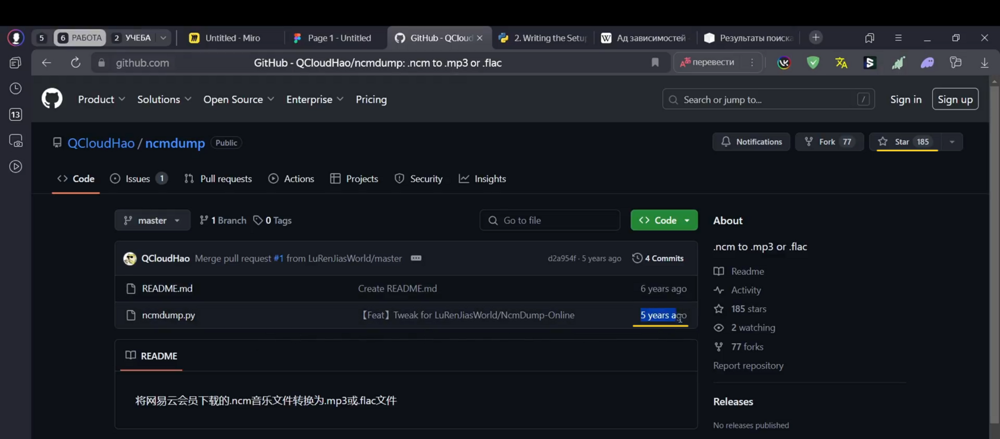 5 6 РАБОТА 2 УЧЕБА Untitled - Miro Page 1 - Untitled GitHub - QCloud 2. Writing the Setup Ад зависимостей Результаты поиска
github.com GitHub - QCloudHao/ncmdump: .ncm to .mp3 or .flac перевести
13
Product Solutions Open Source Enterprise Pricing Search or jump to... / Sign in Sign up
QCloudHao / ncmdump Public Notifications Fork 77 Star 185
Code Issues 1 Pull requests Actions Projects Security Insights
master 1 Branch 0 Tags Go to file Code
QCloudHao Merge pull request #1 from LuRenJiasWorld/master d2a954f · 5 years ago 4 Commits
README.md Create README.md 6 years ago
ncmdump.py 【Feat】Tweak for LuRenJiasWorld/NcmDump-Online 5 years ago
README
将网易云会员下载的.ncm音乐文件转换为.mp3或.flac文件
About
.ncm to .mp3 or .flac
Readme
Activity
185 stars
2 watching
77 forks
Report repository
Releases
No releases published